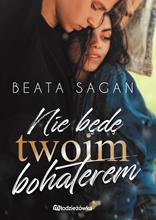 BEATA SAGAN
Nie będę
twoim
bohaterem
Młodzieżówka